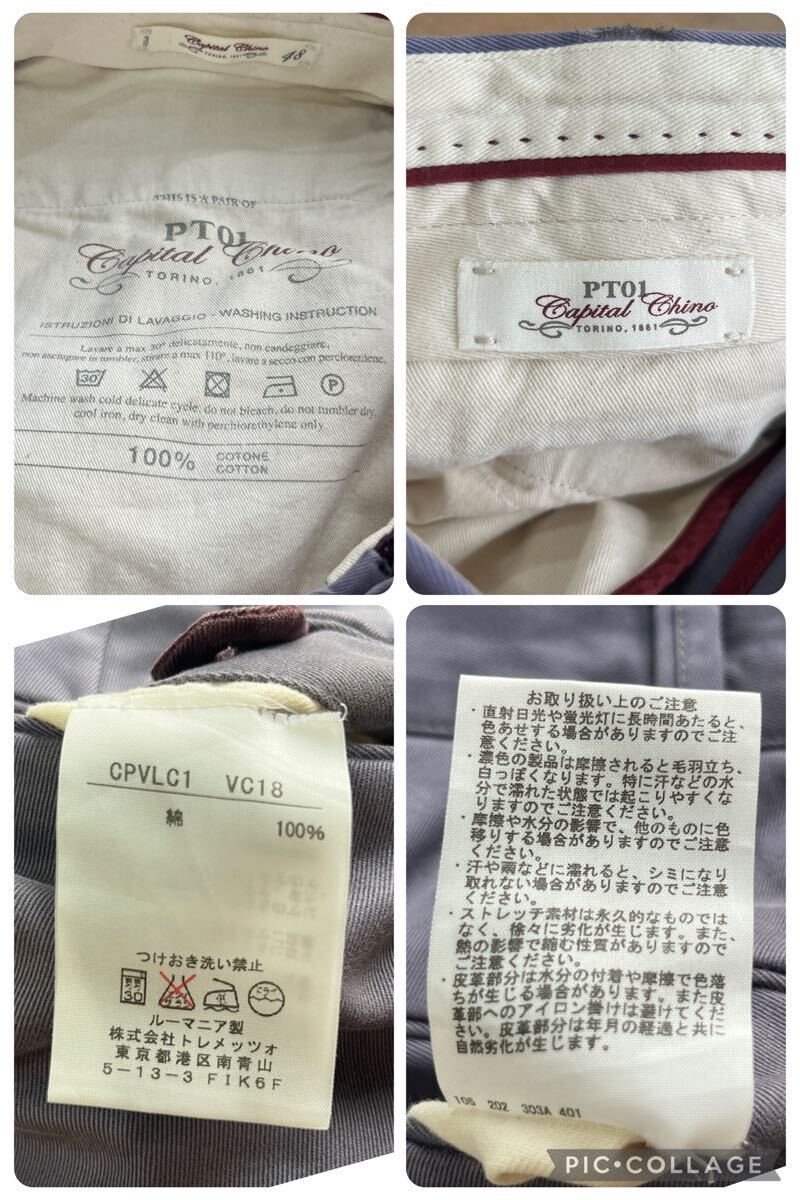 Capital Chino
TORINO, 1861
48
THIS IS A PAIR OF
PT01
Capital Chino
TORINO, 1861
ISTRUZIONI DI LAVAGGIO - WASHING INSTRUCTION
Lavare a max 30° delicatamente, non candeggiare,
non asciugare in tumbler, stirare a max 110°, lavare a secco con percloretilene.
30
P
Machine wash cold delicate cycle, do not bleach, do not tumbler dry,
cool iron, dry clean with perchlorethylene only.
100% COTONE
COTTON
PT01
Capital Chino
TORINO, 1861
CPVLC1 VC18
綿 100%
つけおき洗い禁止
30
ドライ
ルーマニア製
株式会社トレメッツォ
東京都港区南青山
5-13-3 FIK6F
お取り扱い上のご注意
・直射日光や蛍光灯に長時間あたると、
色あせする場合がありますのでご注
意ください。
・濃色の製品は摩擦されると毛羽立ち、
白っぽくなります。特に汗などの水
分で濡れた状態では起こりやすくな
りますのでご注意ください。
・摩擦や水分の影響で、他のものに色
移りする場合がありますのでご注意
ください。
・汗や雨などに濡れると、シミになり
取れない場合がありますのでご注意
ください。
・ストレッチ素材は永久的なものでは
なく、徐々に劣化が生じます。また、
熱の影響で縮む性質がありますので
ご注意ください。
・皮革部分は水分の付着や摩擦で色落
ちが生じる場合があります。また皮
革部へのアイロン掛けは避けてくだ
さい。皮革部分は年月の経過と共に
自然劣化が生じます。
105 202 303A 401
PIC•COLLAGE